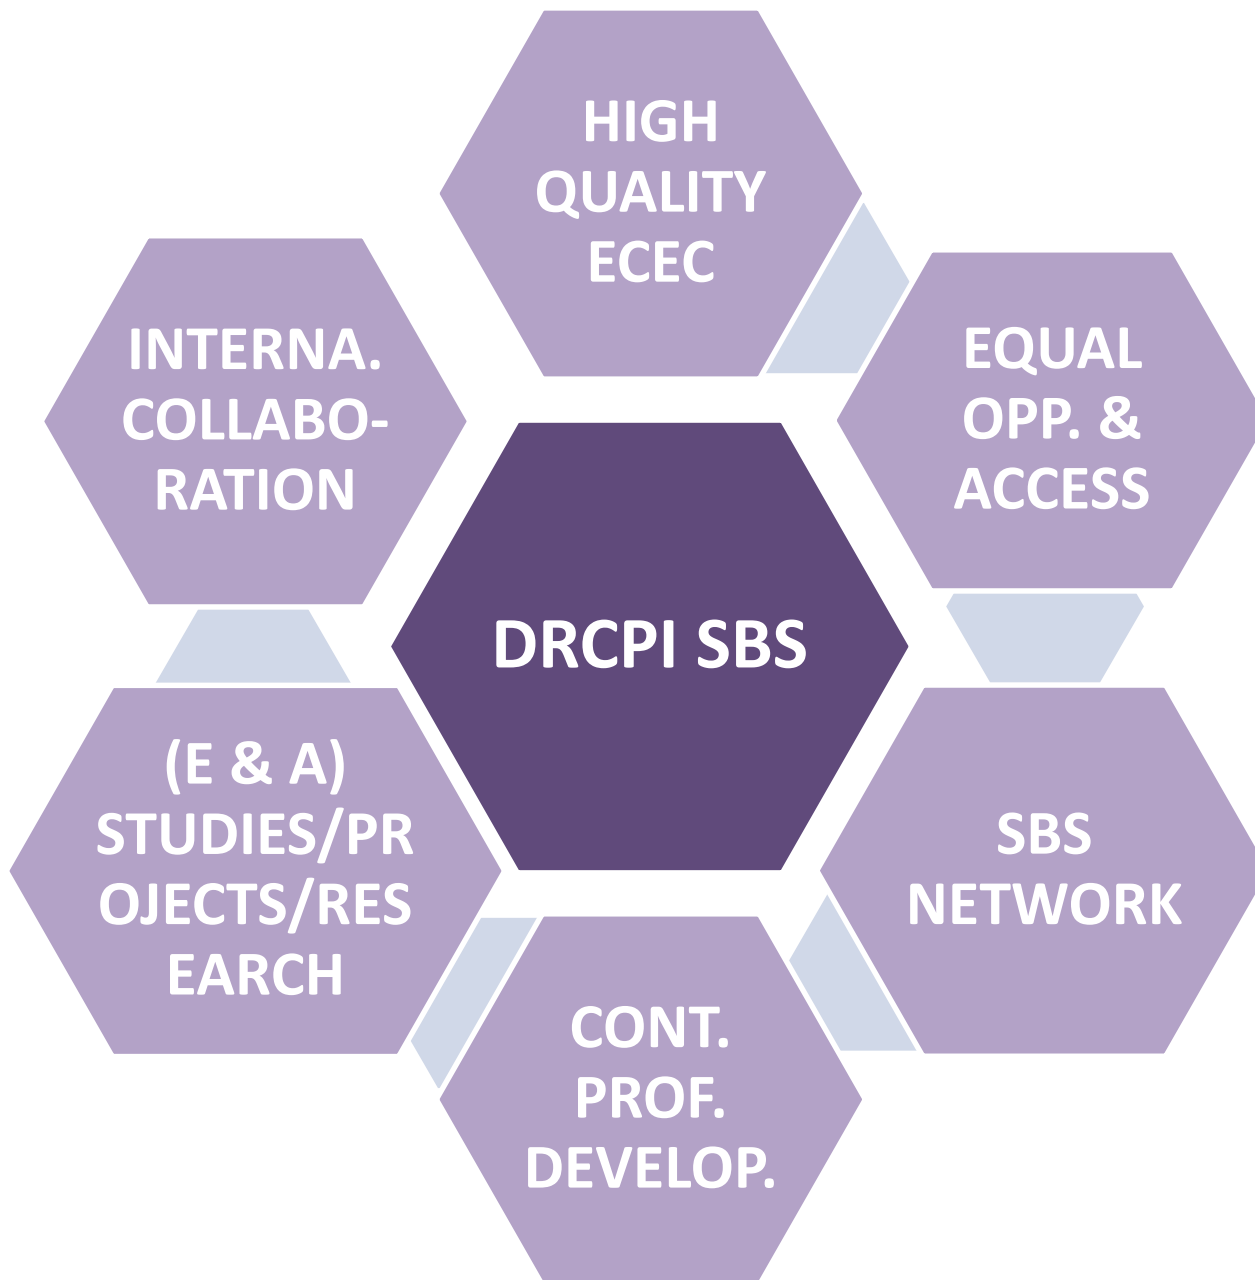 HIGH
QUALITY
ECEC
EQUAL
OPP. &
ACCESS
SBS
NETWORK
CONT.
PROF.
DEVELOP.
(E & A)
STUDIES/PR
OJECTS/RES
EARCH
INTERNA.
COLLABO-
RATION
DRCPI SBS